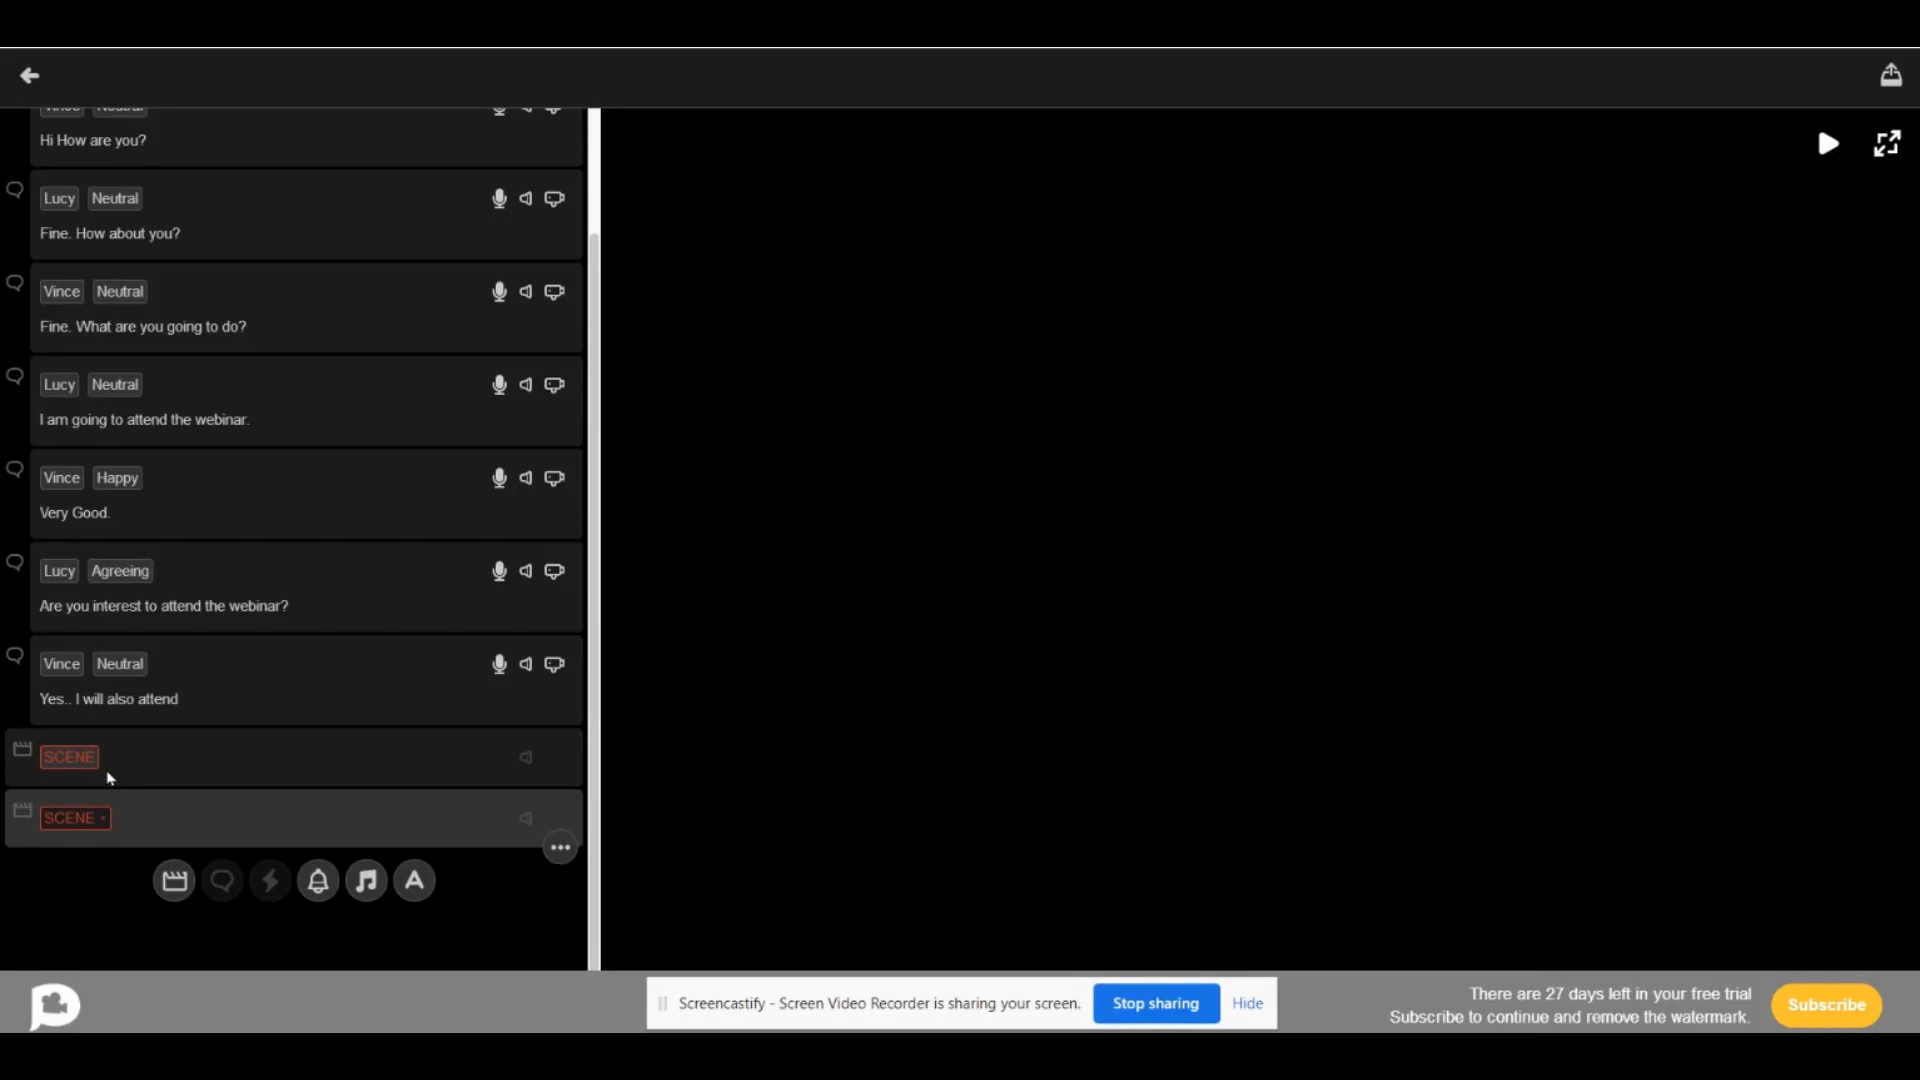 Vince Neutral
Hi How are you?
Lucy Neutral
Fine. How about you?
Vince Neutral
Fine. What are you going to do?
Lucy Neutral
I am going to attend the webinar.
Vince Happy
Very Good.
Lucy Agreeing
Are you interest to attend the webinar?
Vince Neutral
Yes.. I will also attend
SCENE
SCENE
Screencastify - Screen Video Recorder is sharing your screen. Stop sharing Hide
There are 27 days left in your free trial
Subscribe to continue and remove the watermark.
Subscribe